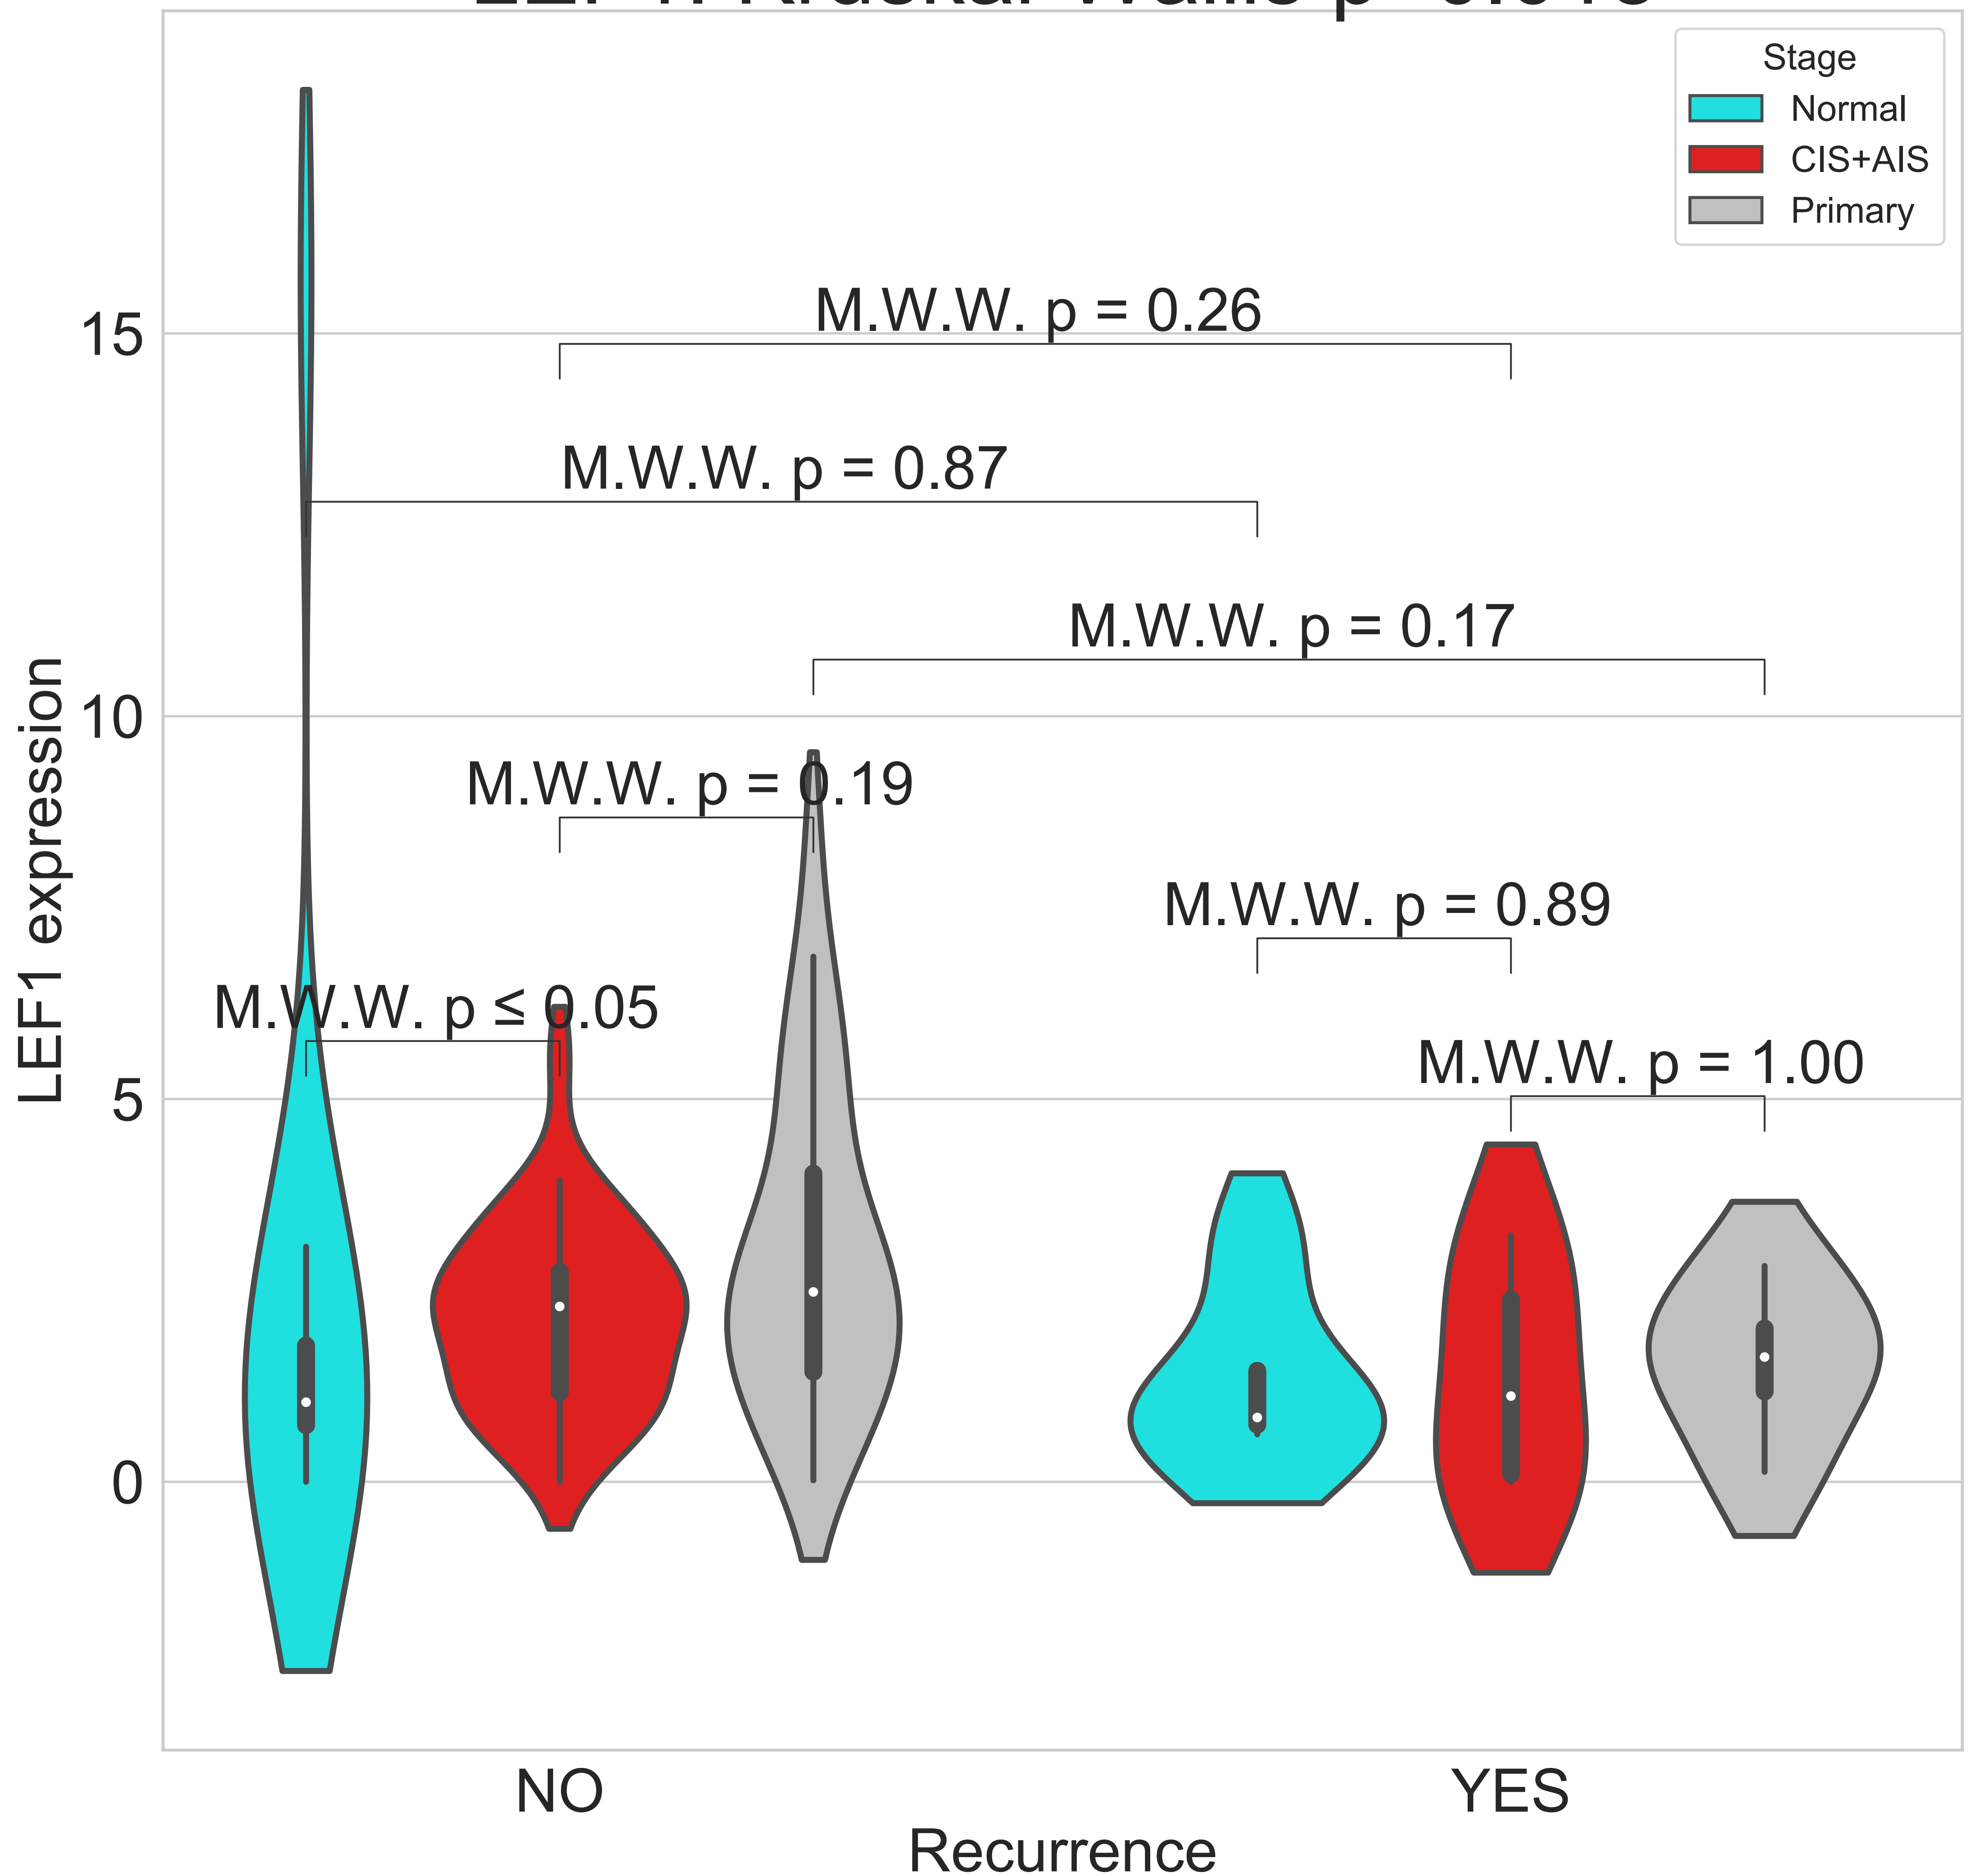 Stage
Normal
CIS+AIS
Primary
M.W.W. p = 0.26
15
M.W.W. p = 0.87
M.W.W. p = 0.17
10
M.W.W. p = 0.19
M.W.W. p = 0.89
M.W.W. p ≤ 0.05
M.W.W. p = 1.00
5
0
LEF1 expression
NO
YES
Recurrence